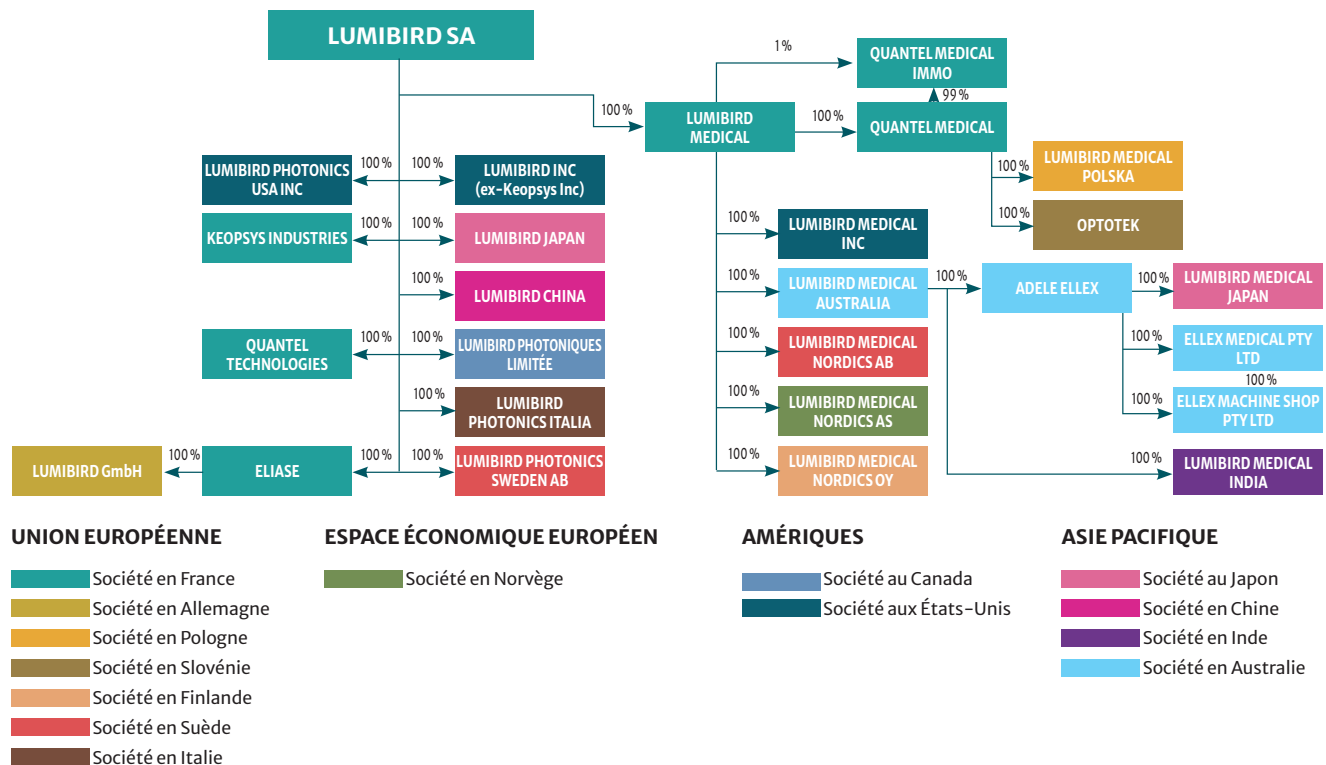 LUMIBIRD SA
1 %
QUANTEL MEDICAL
IMMO
99 %
100 %
LUMIBIRD
MEDICAL
100 %
QUANTEL MEDICAL
100 %
LUMIBIRD MEDICAL
POLSKA
100 %
OPTOTEK
LUMIBIRD PHOTONICS
USA INC
100 %
100 %
LUMIBIRD INC
(ex-Keopsys Inc)
KEOPSYS INDUSTRIES
100 %
100 %
LUMIBIRD JAPAN
100 %
LUMIBIRD CHINA
QUANTEL
TECHNOLOGIES
100 %
100 %
LUMIBIRD PHOTONIQUES
LIMITÉE
100 %
LUMIBIRD
PHOTONICS ITALIA
LUMIBIRD GmbH
100 %
ELIASE
100 %
100 %
LUMIBIRD PHOTONICS
SWEDEN AB
100 %
LUMIBIRD MEDICAL
INC
100 %
LUMIBIRD MEDICAL
AUSTRALIA
100 %
ADELE ELLEX
100 %
LUMIBIRD MEDICAL
JAPAN
100 %
LUMIBIRD MEDICAL
NORDICS AB
100 %
ELLEX MEDICAL PTY
LTD
100 %
100 %
LUMIBIRD MEDICAL
NORDICS AS
100 %
ELLEX MACHINE SHOP
PTY LTD
100 %
LUMIBIRD MEDICAL
NORDICS OY
100 %
LUMIBIRD MEDICAL
INDIA
UNION EUROPÉENNE
Société en France
Société en Allemagne
Société en Pologne
Société en Slovénie
Société en Finlande
Société en Suède
Société en Italie
ESPACE ÉCONOMIQUE EUROPÉEN
Société en Norvège
AMÉRIQUES
Société au Canada
Société aux États-Unis
ASIE PACIFIQUE
Société au Japon
Société en Chine
Société en Inde
Société en Australie